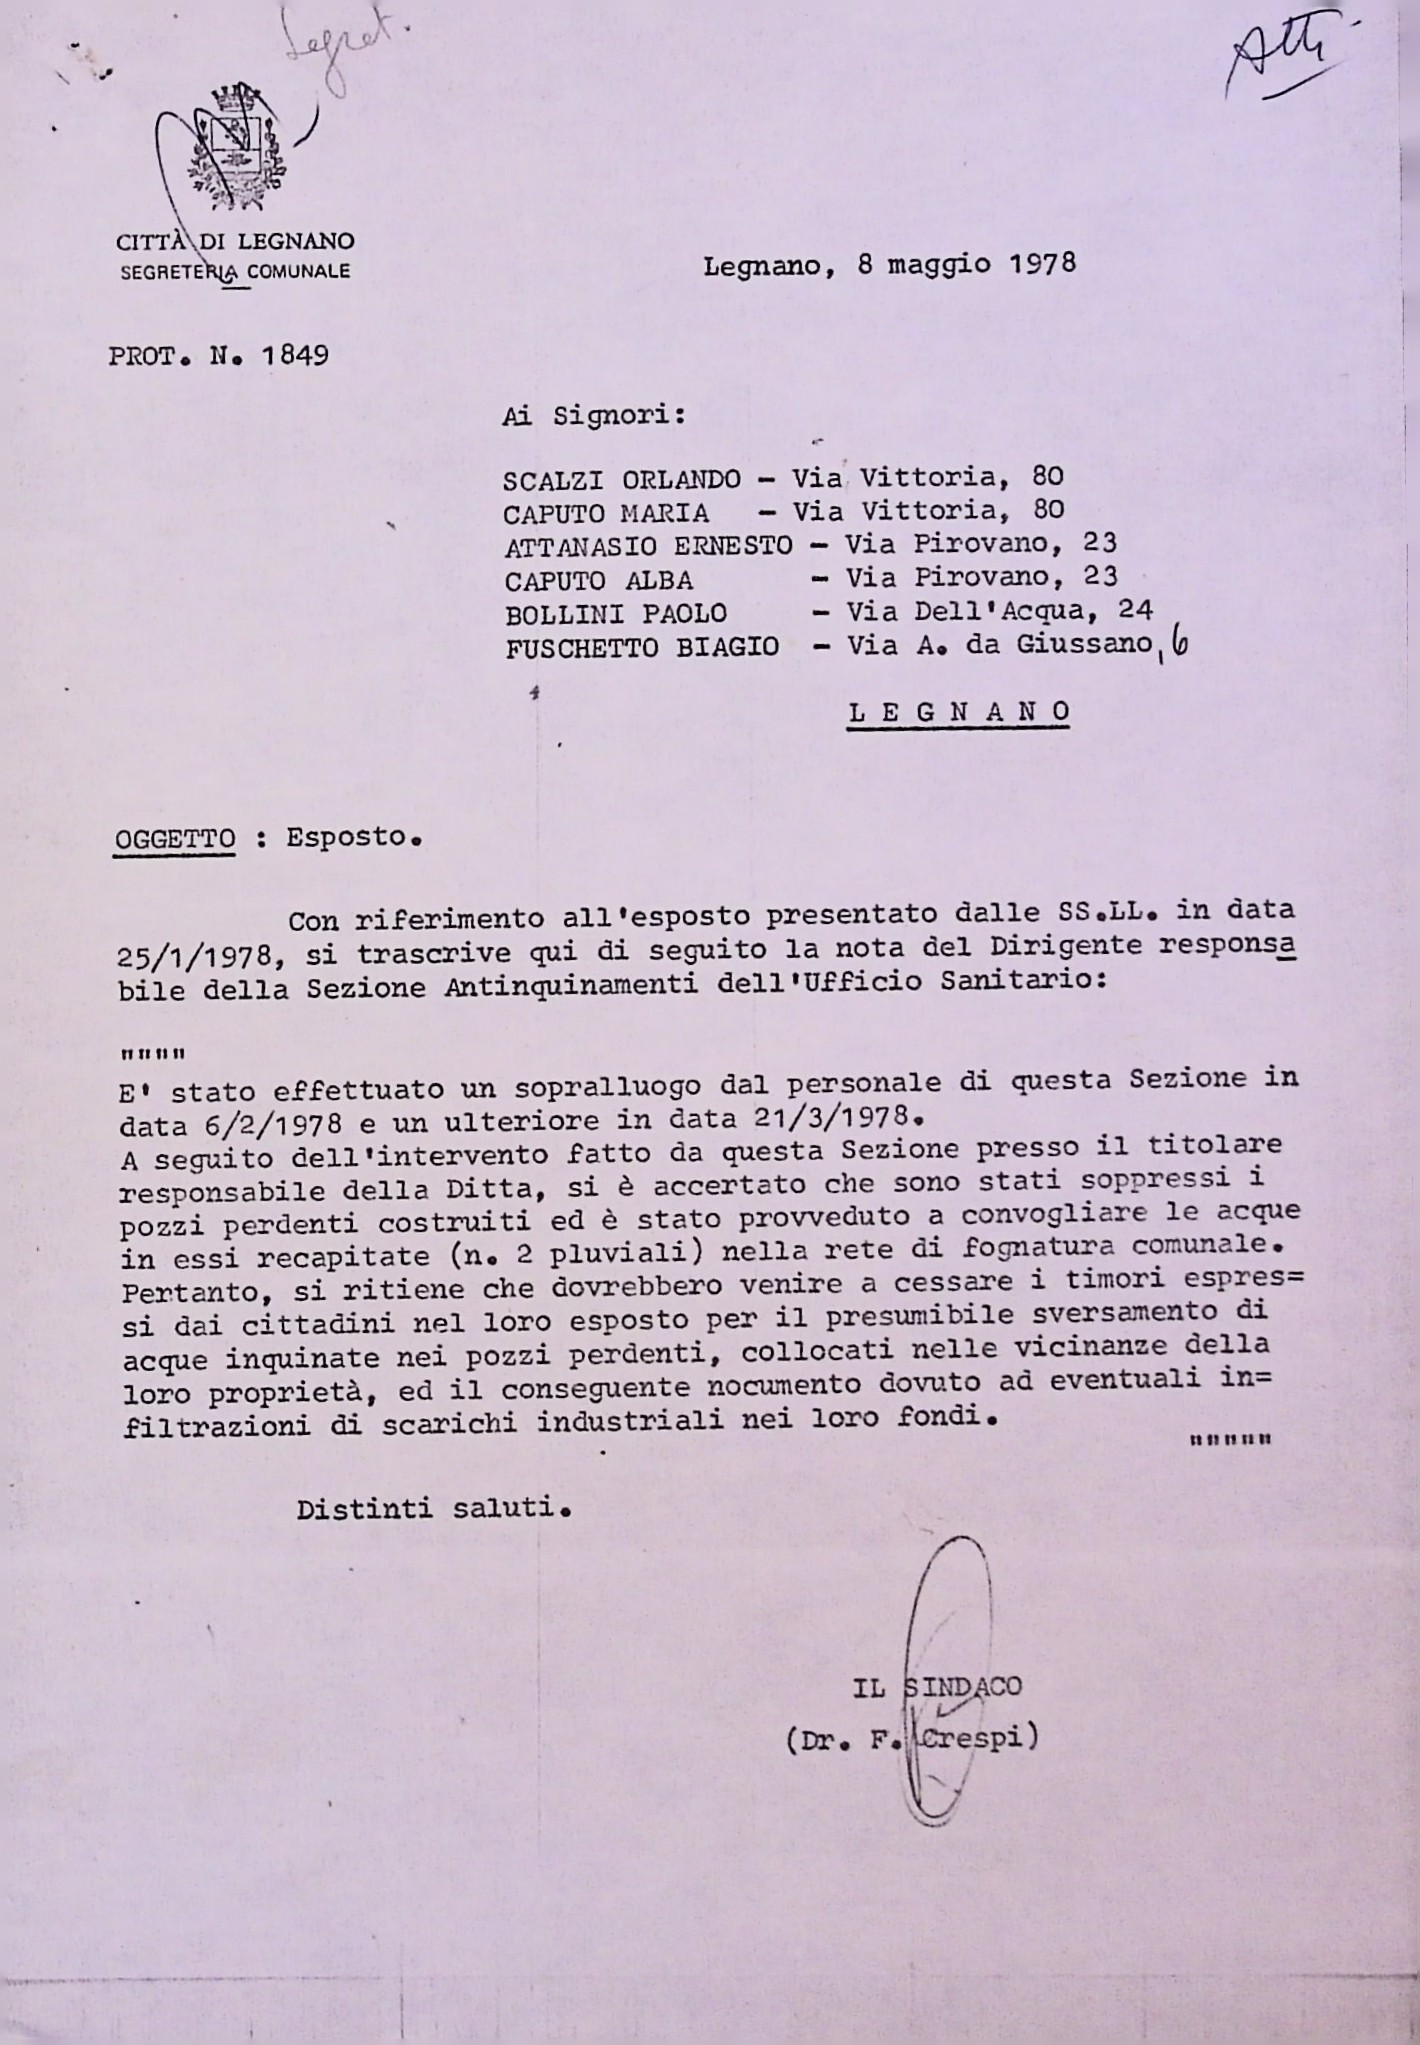 Segret.
Atti
CITTÀ DI LEGNANO
SEGRETERIA COMUNALE
Legnano, 8 maggio 1978
PROT. N. 1849
Ai Signori:
SCALZI ORLANDO - Via Vittoria, 80
CAPUTO MARIA - Via Vittoria, 80
ATTANASIO ERNESTO - Via Pirovano, 23
CAPUTO ALBA - Via Pirovano, 23
BOLLINI PAOLO - Via Dell'Acqua, 24
FUSCHETTO BIAGIO - Via A. da Giussano, 6
L E G N A N O
OGGETTO : Esposto.
Con riferimento all'esposto presentato dalle SS.LL. in data
25/1/1978, si trascrive qui di seguito la nota del Dirigente responsa
bile della Sezione Antinquinamenti dell'Ufficio Sanitario:
""""
E' stato effettuato un sopralluogo dal personale di questa Sezione in
data 6/2/1978 e un ulteriore in data 21/3/1978.
A seguito dell'intervento fatto da questa Sezione presso il titolare
responsabile della Ditta, si è accertato che sono stati soppressi i
pozzi perdenti costruiti ed è stato provveduto a convogliare le acque
in essi recapitate (n. 2 pluviali) nella rete di fognatura comunale.
Pertanto, si ritiene che dovrebbero venire a cessare i timori espres=
si dai cittadini nel loro esposto per il presumibile sversamento di
acque inquinate nei pozzi perdenti, collocati nelle vicinanze della
loro proprietà, ed il conseguente nocumento dovuto ad eventuali in=
filtrazioni di scarichi industriali nei loro fondi.
"""""
Distinti saluti.
IL SINDACO
(Dr. F. Crespi)